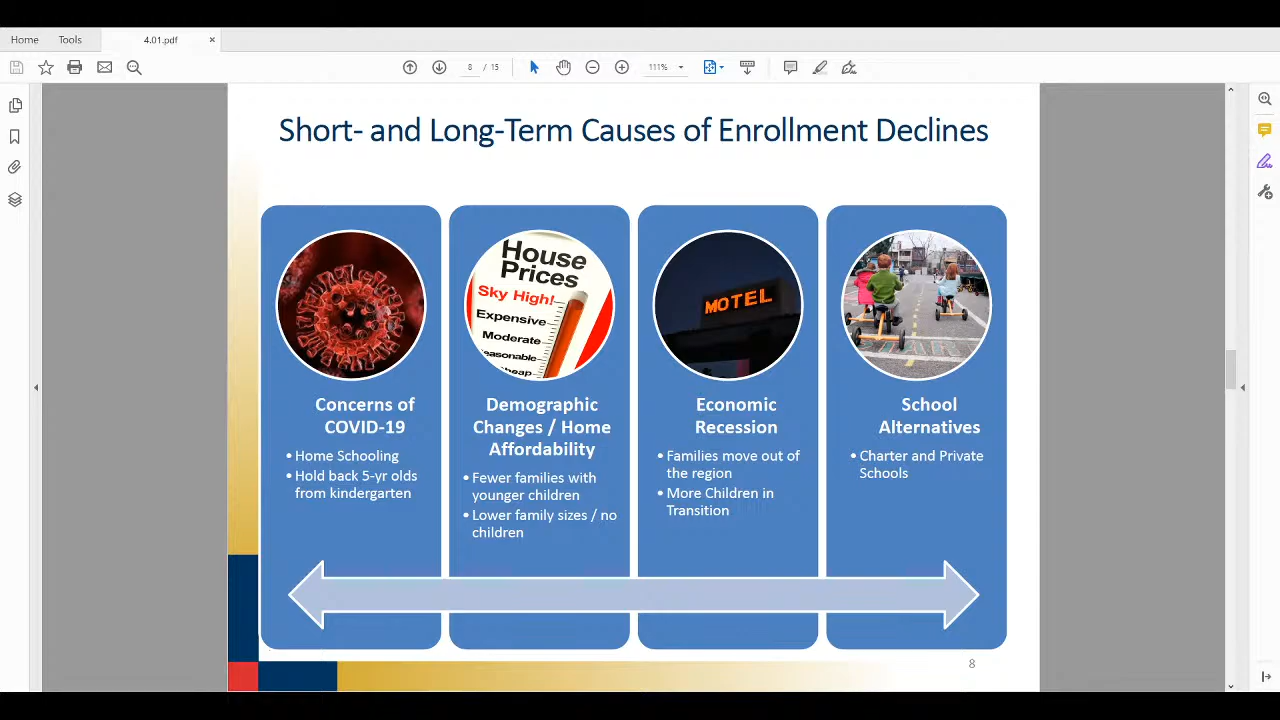 Home
Tools
4.01.pdf
×
8 / 15
111%
Short- and Long-Term Causes of Enrollment Declines
House
Prices
Sky High!
Expensive
Moderate
MOTEL
Concerns of
COVID-19
• Home Schooling
• Hold back 5-yr olds
from kindergarten
Demographic
Changes / Home
Affordability
• Fewer families with
younger children
• Lower family sizes / no
children
Economic
Recession
• Families move out of
the region
• More Children in
Transition
School
Alternatives
• Charter and Private
Schools
8